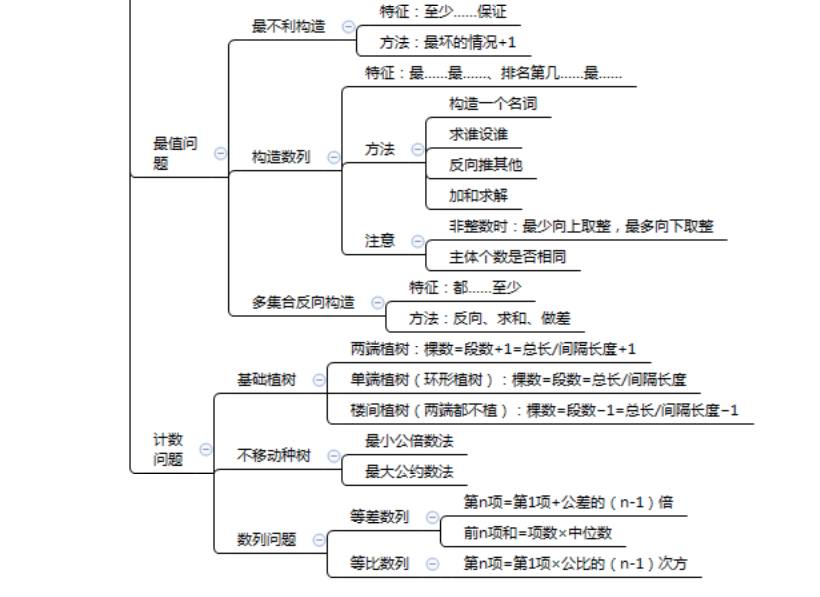 特征：至少……保证
最不利构造
方法：最坏的情况+1
特征：最……最……、排名第几……最……
构造一个名词
求谁设谁
最值问
题
构造数列
方法
反向推其他
加和求解
非整数时：最少向上取整，最多向下取整
注意
主体个数是否相同
特征：都……至少
多集合反向构造
方法：反向、求和、做差
两端植树：棵数=段数+1=总长/间隔长度+1
基础植树
单端植树（环形植树）：棵数=段数=总长/间隔长度
楼间植树（两端都不植）：棵数=段数-1=总长/间隔长度-1
计数
问题
最小公倍数法
不移动种树
最大公约数法
第n项=第1项+公差的（n-1）倍
等差数列
前n项和=项数×中位数
数列问题
等比数列
第n项=第1项×公比的（n-1）次方